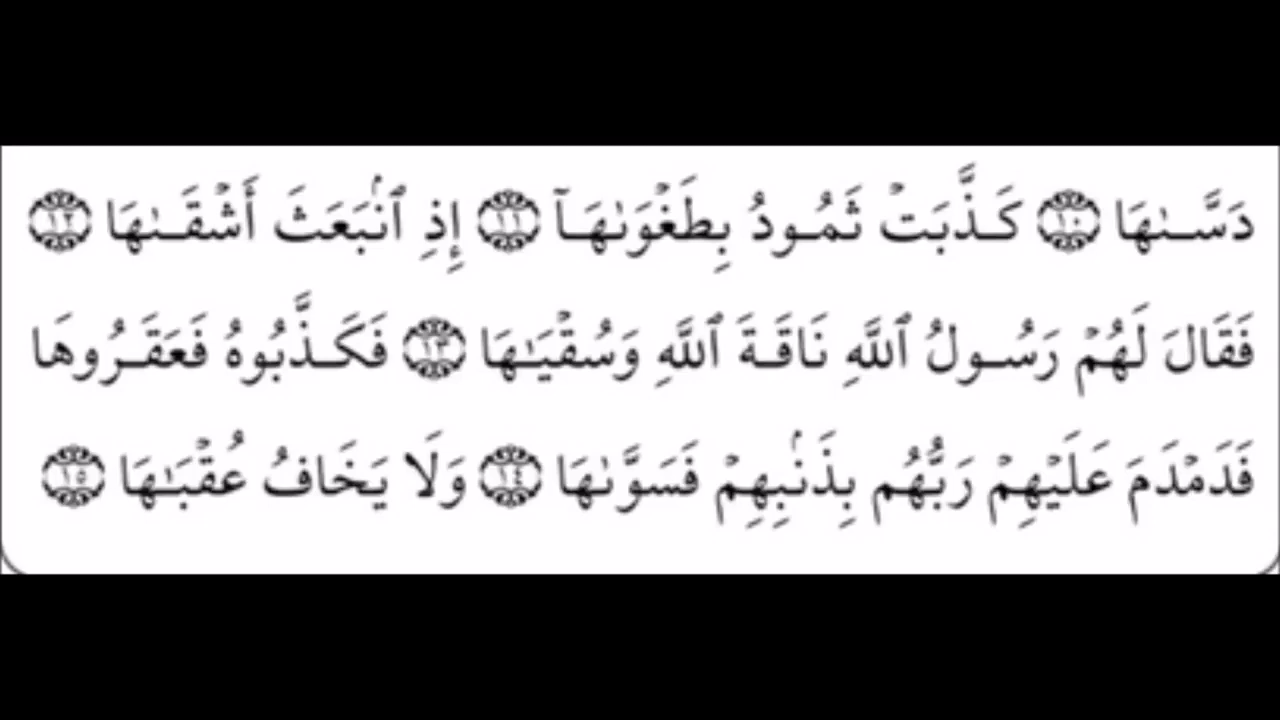 دَسَّىٰهَا ١٠ كَذَّبَتۡ ثَمُودُ بِطَغۡوَىٰهَآ ١١ إِذِ ٱنۢبَعَثَ أَشۡقَىٰهَا ١٢
فَقَالَ لَهُمۡ رَسُولُ ٱللَّهِ نَاقَةَ ٱللَّهِ وَسُقۡيَٰهَا ١٣ فَكَذَّبُوهُ فَعَقَرُوهَا
فَدَمۡدَمَ عَلَيۡهِمۡ رَبُّهُم بِذَنۢبِهِمۡ فَسَوَّىٰهَا ١٤ وَلَا يَخَافُ عُقۡبَٰهَا ١٥